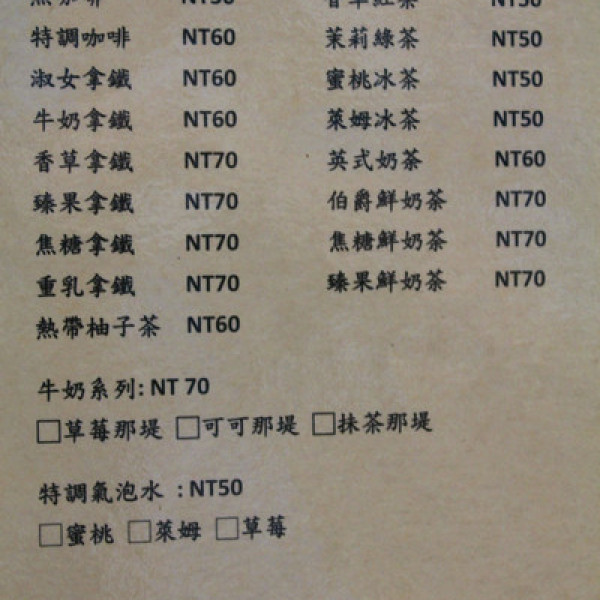 NT50
特調咖啡 NT60
淑女拿鐵 NT60
牛奶拿鐵 NT60
香草拿鐵 NT70
臻果拿鐵 NT70
焦糖拿鐵 NT70
重乳拿鐵 NT70
熱帶柚子茶 NT60
NT50
茉莉綠茶 NT50
蜜桃冰茶 NT50
萊姆冰茶 NT50
英式奶茶 NT60
伯爵鮮奶茶 NT70
焦糖鮮奶茶 NT70
臻果鮮奶茶 NT70
牛奶系列: NT 70
□草莓那堤 □可可那堤 □抹茶那堤
特調氣泡水 : NT50
□蜜桃 □萊姆 □草莓